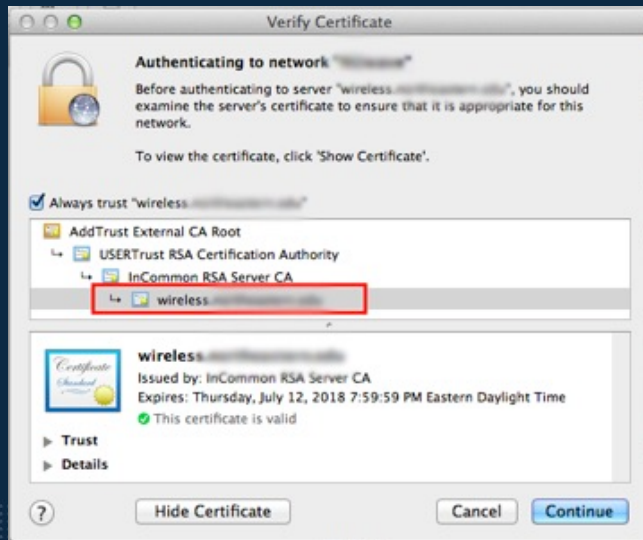 Verify Certificate
Authenticating to network "
Before authenticating to server "wireless.", you should
examine the server's certificate to ensure that it is appropriate for this
network.
To view the certificate, click 'Show Certificate'.
Always trust "wireless.
AddTrust External CA Root
USERTrust RSA Certification Authority
InCommon RSA Server CA
wireless.
Certificate
Standard
wireless.
Issued by: InCommon RSA Server CA
Expires: Thursday, July 12, 2018 7:59:59 PM Eastern Daylight Time
This certificate is valid
Trust
Details
?
Hide Certificate
Cancel
Continue